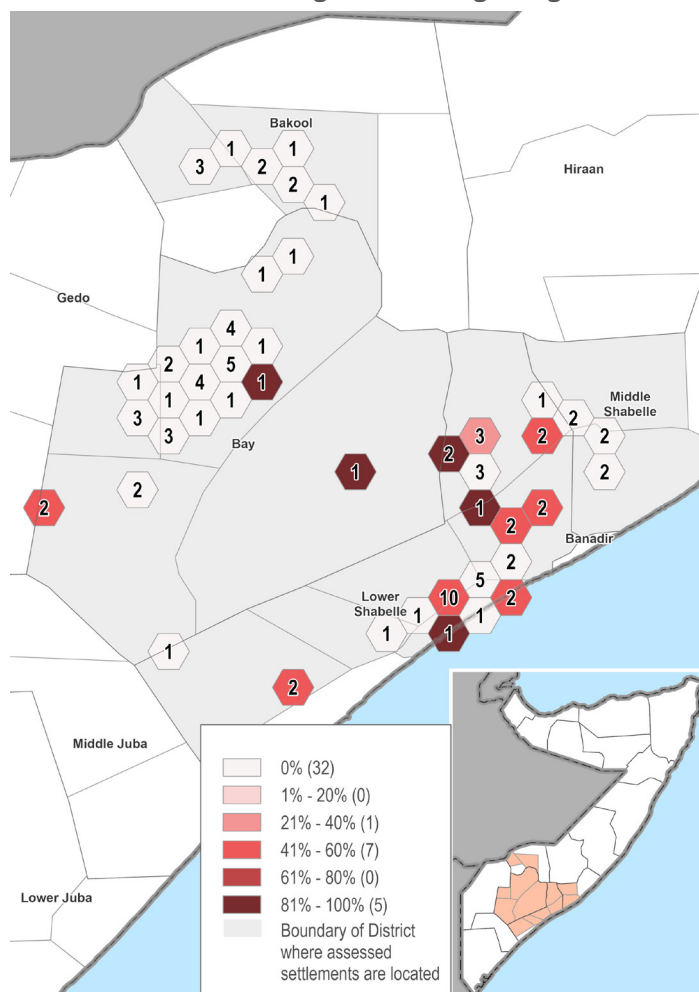 Bakool
1 1
3 2
Hiraan
2
1
1
1
Gedo
4
1 1
2 5
1 4 1
1 1 1
Middle
Shabelle
3 1 2
3 3 2 2
Bay
2
1 3 2
2
2 1 2
2
Banadir
2
5
Lower
Shabelle
10 2
1 1
1 1
1
2
Middle Juba
0% (32)
1% - 20% (0)
21% - 40% (1)
41% - 60% (7)
61% - 80% (0)
81% - 100% (5)
Boundary of District
where assessed
settlements are located
Lower Juba